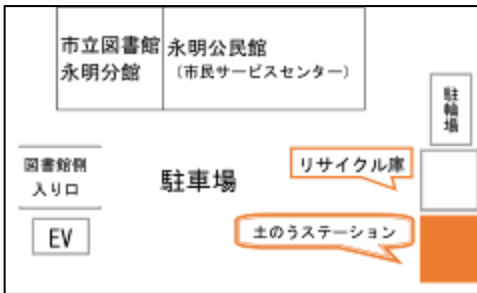 市立図書館
永明分館
永明公民館
（市民サービスセンター）
駐輪場
図書館側
入り口
駐車場
リサイクル庫
EV
土のうステーション